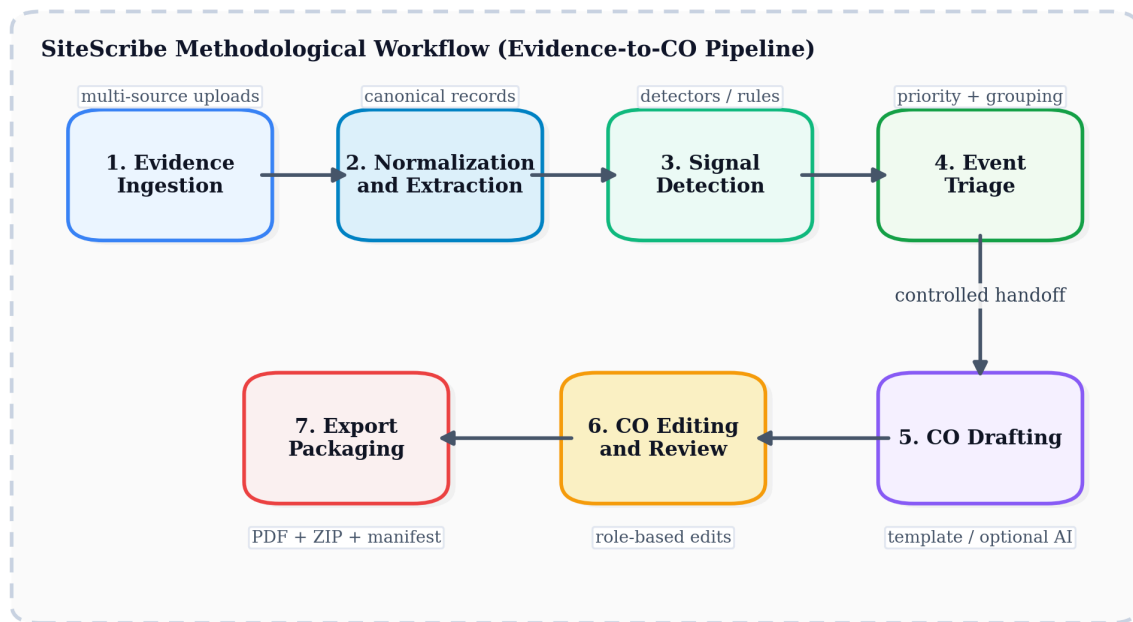 SiteScribe Methodological Workflow (Evidence-to-CO Pipeline)
multi-source uploads
canonical records
detectors / rules
priority + grouping
1. Evidence
Ingestion
2. Normalization
and Extraction
3. Signal
Detection
4. Event
Triage
controlled handoff
7. Export
Packaging
6. CO Editing
and Review
5. CO Drafting
PDF + ZIP + manifest
role-based edits
template / optional AI